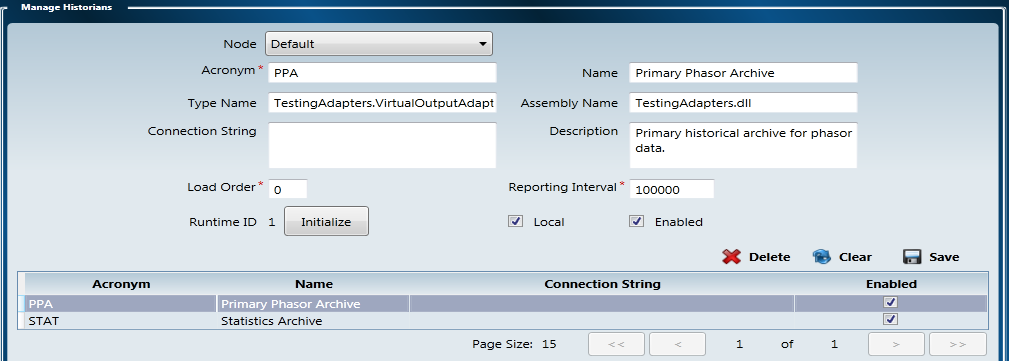 Manage Historians
Node Default
Acronym * PPA Name Primary Phasor Archive
Type Name TestingAdapters.VirtualOutputAdapt Assembly Name TestingAdapters.dll
Connection String Description Primary historical archive for phasor
data.
Load Order * 0 Reporting Interval * 100000
Runtime ID 1 Initialize Local Enabled
Delete Clear Save
Acronym Name Connection String Enabled
PPA Primary Phasor Archive
STAT Statistics Archive
Page Size: 15 << < 1 of 1 > >>